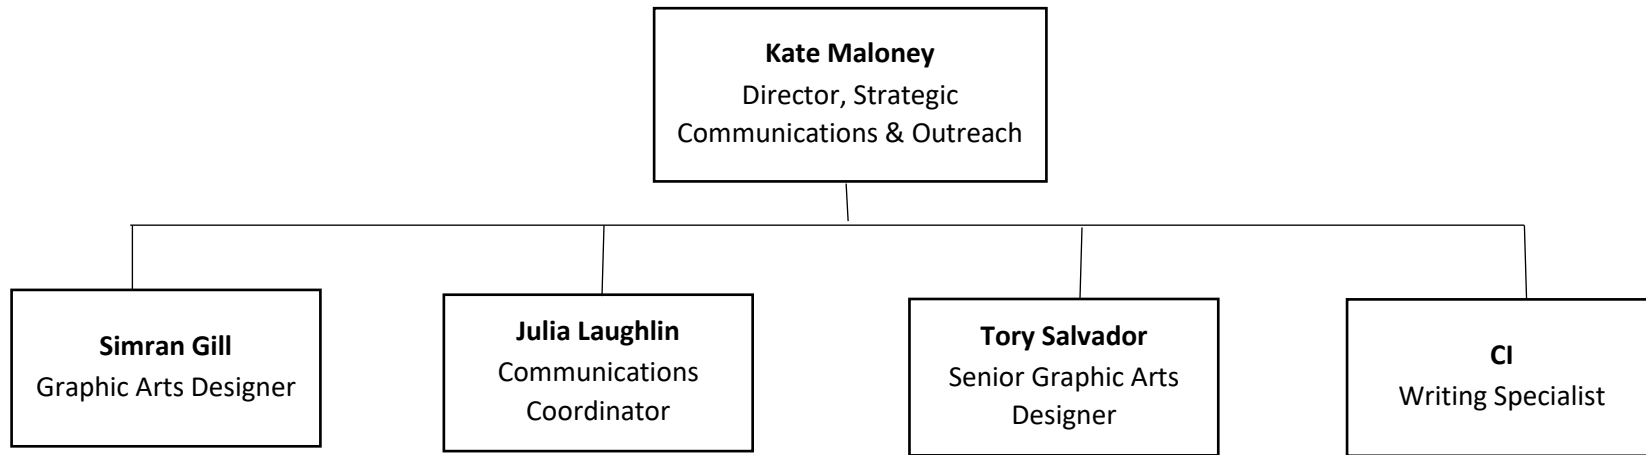 Kate Maloney
Director, Strategic
Communications & Outreach
Simran Gill
Graphic Arts Designer
Julia Laughlin
Communications
Coordinator
Tory Salvador
Senior Graphic Arts
Designer
CI
Writing Specialist